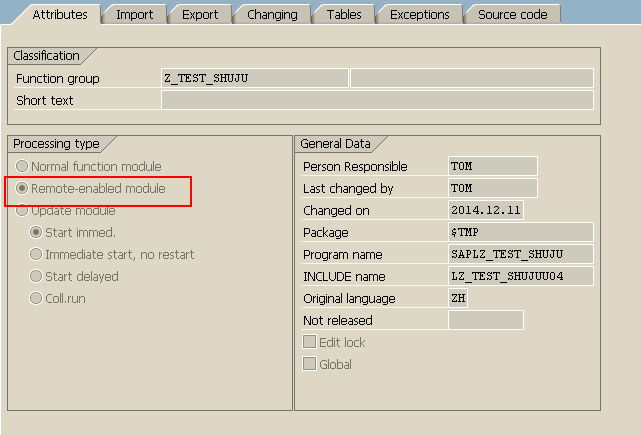 Attributes Import Export Changing Tables Exceptions Source code
Classification
Function group Z_TEST_SHUJU
Short text
Processing type
Normal function module
Remote-enabled module
Update module
Start immed.
Immediate start, no restart
Start delayed
Coll.run
General Data
Person Responsible TOM
Last changed by TOM
Changed on 2014.12.11
Package $TMP
Program name SAPLZ_TEST_SHUJU
INCLUDE name LZ_TEST_SHUJUU04
Original language ZH
Not released
Edit lock
Global